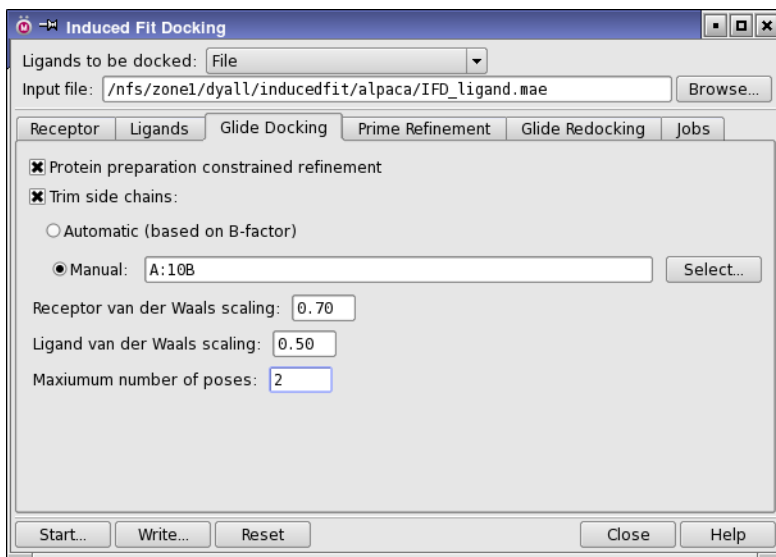 Induced Fit Docking
Ligands to be docked: File
Input file: /nfs/zone1/dyall/inducedfit/alpaca/IFD_ligand.mae Browse...
Receptor Ligands Glide Docking Prime Refinement Glide Redocking Jobs
Protein preparation constrained refinement
Trim side chains:
Automatic (based on B-factor)
Manual: A:10B Select...
Receptor van der Waals scaling: 0.70
Ligand van der Waals scaling: 0.50
Maxiumum number of poses: 2
Start... Write... Reset Close Help